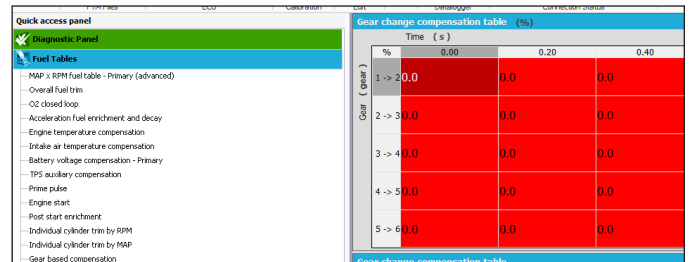 FTM Files ECU Calibration Edit Datalogger Connection Status
Quick access panel
Diagnostic Panel
Fuel Tables
MAP x RPM fuel table - Primary (advanced)
Overall fuel trim
O2 closed loop
Acceleration fuel enrichment and decay
Engine temperature compensation
Intake air temperature compensation
Battery voltage compensation - Primary
TPS auxiliary compensation
Prime pulse
Engine start
Post start enrichment
Individual cylinder trim by RPM
Individual cylinder trim by MAP
Gear based compensation
Gear change compensation table (%)
Time ( s )
% 0.00 0.20 0.40
Gear ( gear )
1 -> 2 0.0 0.0 0.0
2 -> 3 0.0 0.0 0.0
3 -> 4 0.0 0.0 0.0
4 -> 5 0.0 0.0 0.0
5 -> 6 0.0 0.0 0.0
Gear change compensation table